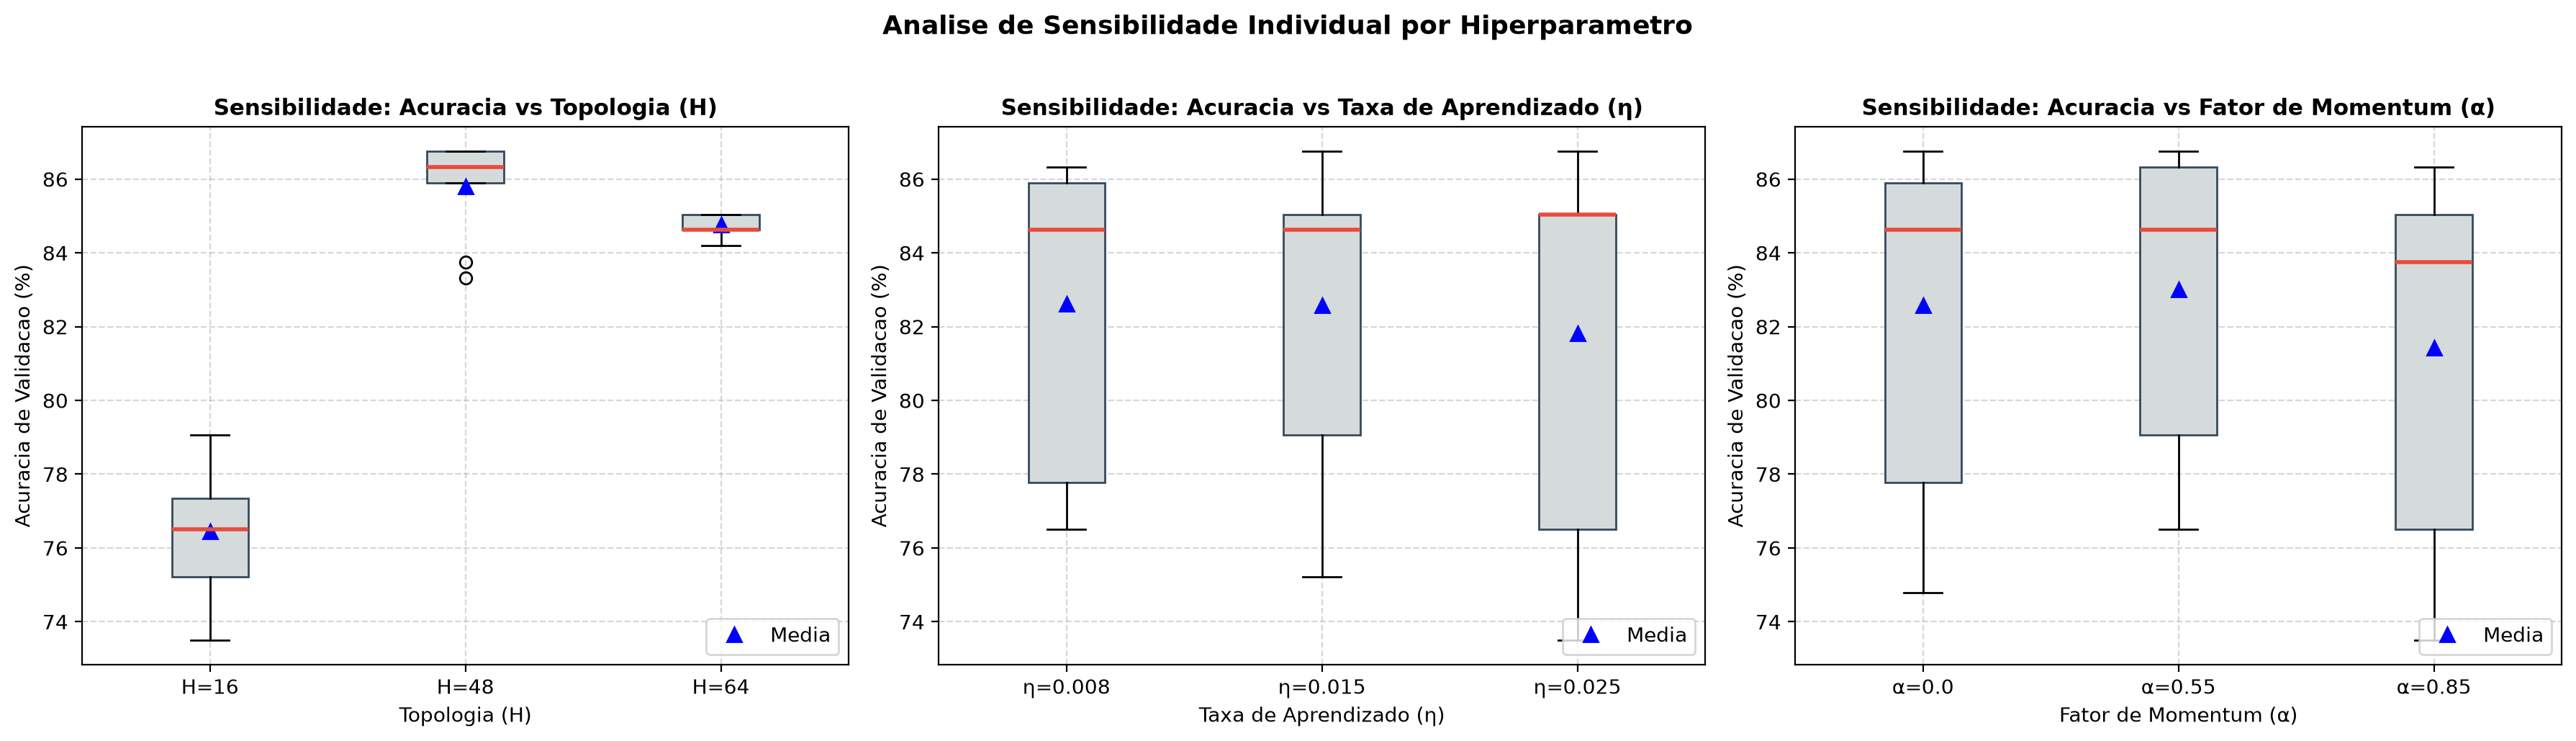 Analise de Sensibilidade Individual por Hiperparametro
Sensibilidade: Acuracia vs Topologia (H)
Acuracia de Validacao (%)
86
84
82
80
78
76
74
Media
H=16
H=48
H=64
Topologia (H)
Sensibilidade: Acuracia vs Taxa de Aprendizado (η)
Acuracia de Validacao (%)
86
84
82
80
78
76
74
Media
η=0.008
η=0.015
η=0.025
Taxa de Aprendizado (η)
Sensibilidade: Acuracia vs Fator de Momentum (α)
Acuracia de Validacao (%)
86
84
82
80
78
76
74
Media
α=0.0
α=0.55
α=0.85
Fator de Momentum (α)